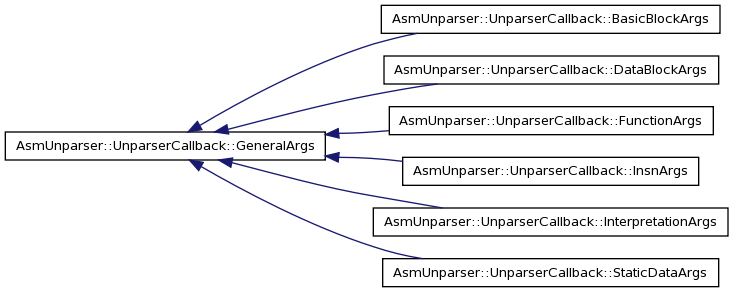 AsmUnparser::UnparserCallback::BasicBlockArgs
AsmUnparser::UnparserCallback::DataBlockArgs
AsmUnparser::UnparserCallback::FunctionArgs
AsmUnparser::UnparserCallback::GeneralArgs
AsmUnparser::UnparserCallback::InsnArgs
AsmUnparser::UnparserCallback::InterpretationArgs
AsmUnparser::UnparserCallback::StaticDataArgs